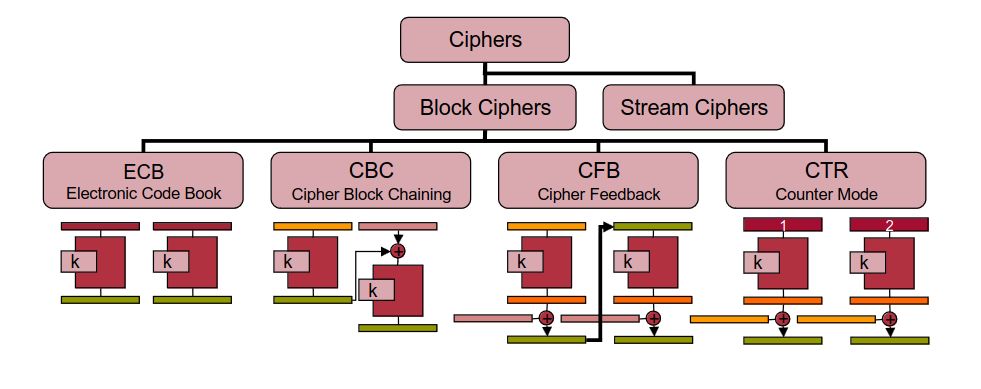 Ciphers
Block Ciphers
Stream Ciphers
ECB
Electronic Code Book
CBC
Cipher Block Chaining
CFB
Cipher Feedback
CTR
Counter Mode
1
2
k
k
k
k
k
k
k
k